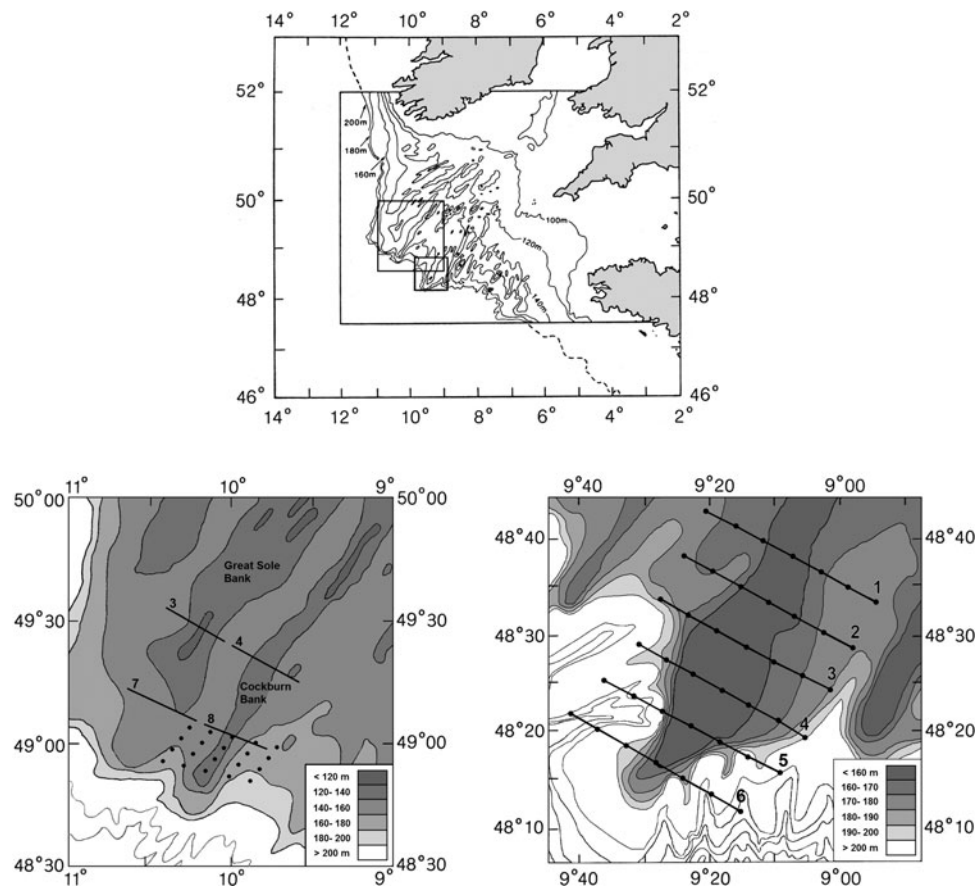 14° 12° 10° 8° 6° 4° 2°
52° 52°
200m
180m
160m
50° 50°
100m
120m
140m
48° 48°
46° 46°
14° 12° 10° 8° 6° 4° 2°
11° 10° 9°
50°00 50°00
Great Sole
Bank
49°30 49°30
3
4
Cockburn
Bank
7
8
49°00 49°00
< 120 m
120- 140
140- 160
160- 180
180- 200
> 200 m
48°30 48°30
11° 10° 9°
9°40 9°20 9°00
48°40 48°40
1
2
48°30 48°30
3
4
48°20 48°20
5
6
< 160 m
160- 170
170- 180
180- 190
190- 200
> 200 m
48°10 48°10
9°40 9°20 9°00